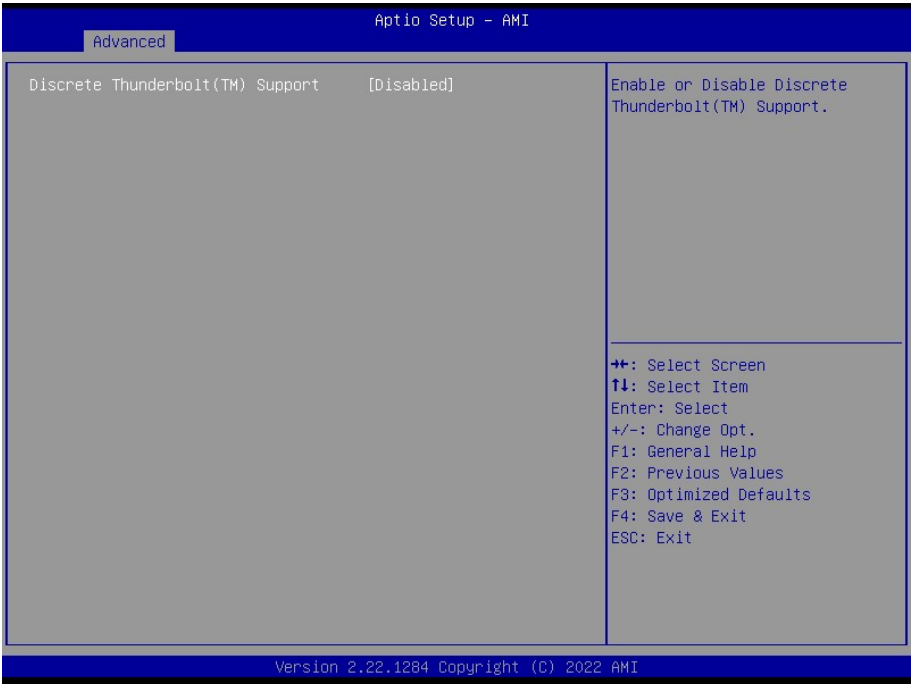 Aptio Setup - AMI
Advanced
Discrete Thunderbolt(TM) Support [Disabled]
Enable or Disable Discrete
Thunderbolt(TM) Support.
→←: Select Screen
↑↓: Select Item
Enter: Select
+/-: Change Opt.
F1: General Help
F2: Previous Values
F3: Optimized Defaults
F4: Save & Exit
ESC: Exit
Version 2.22.1284 Copyright (C) 2022 AMI